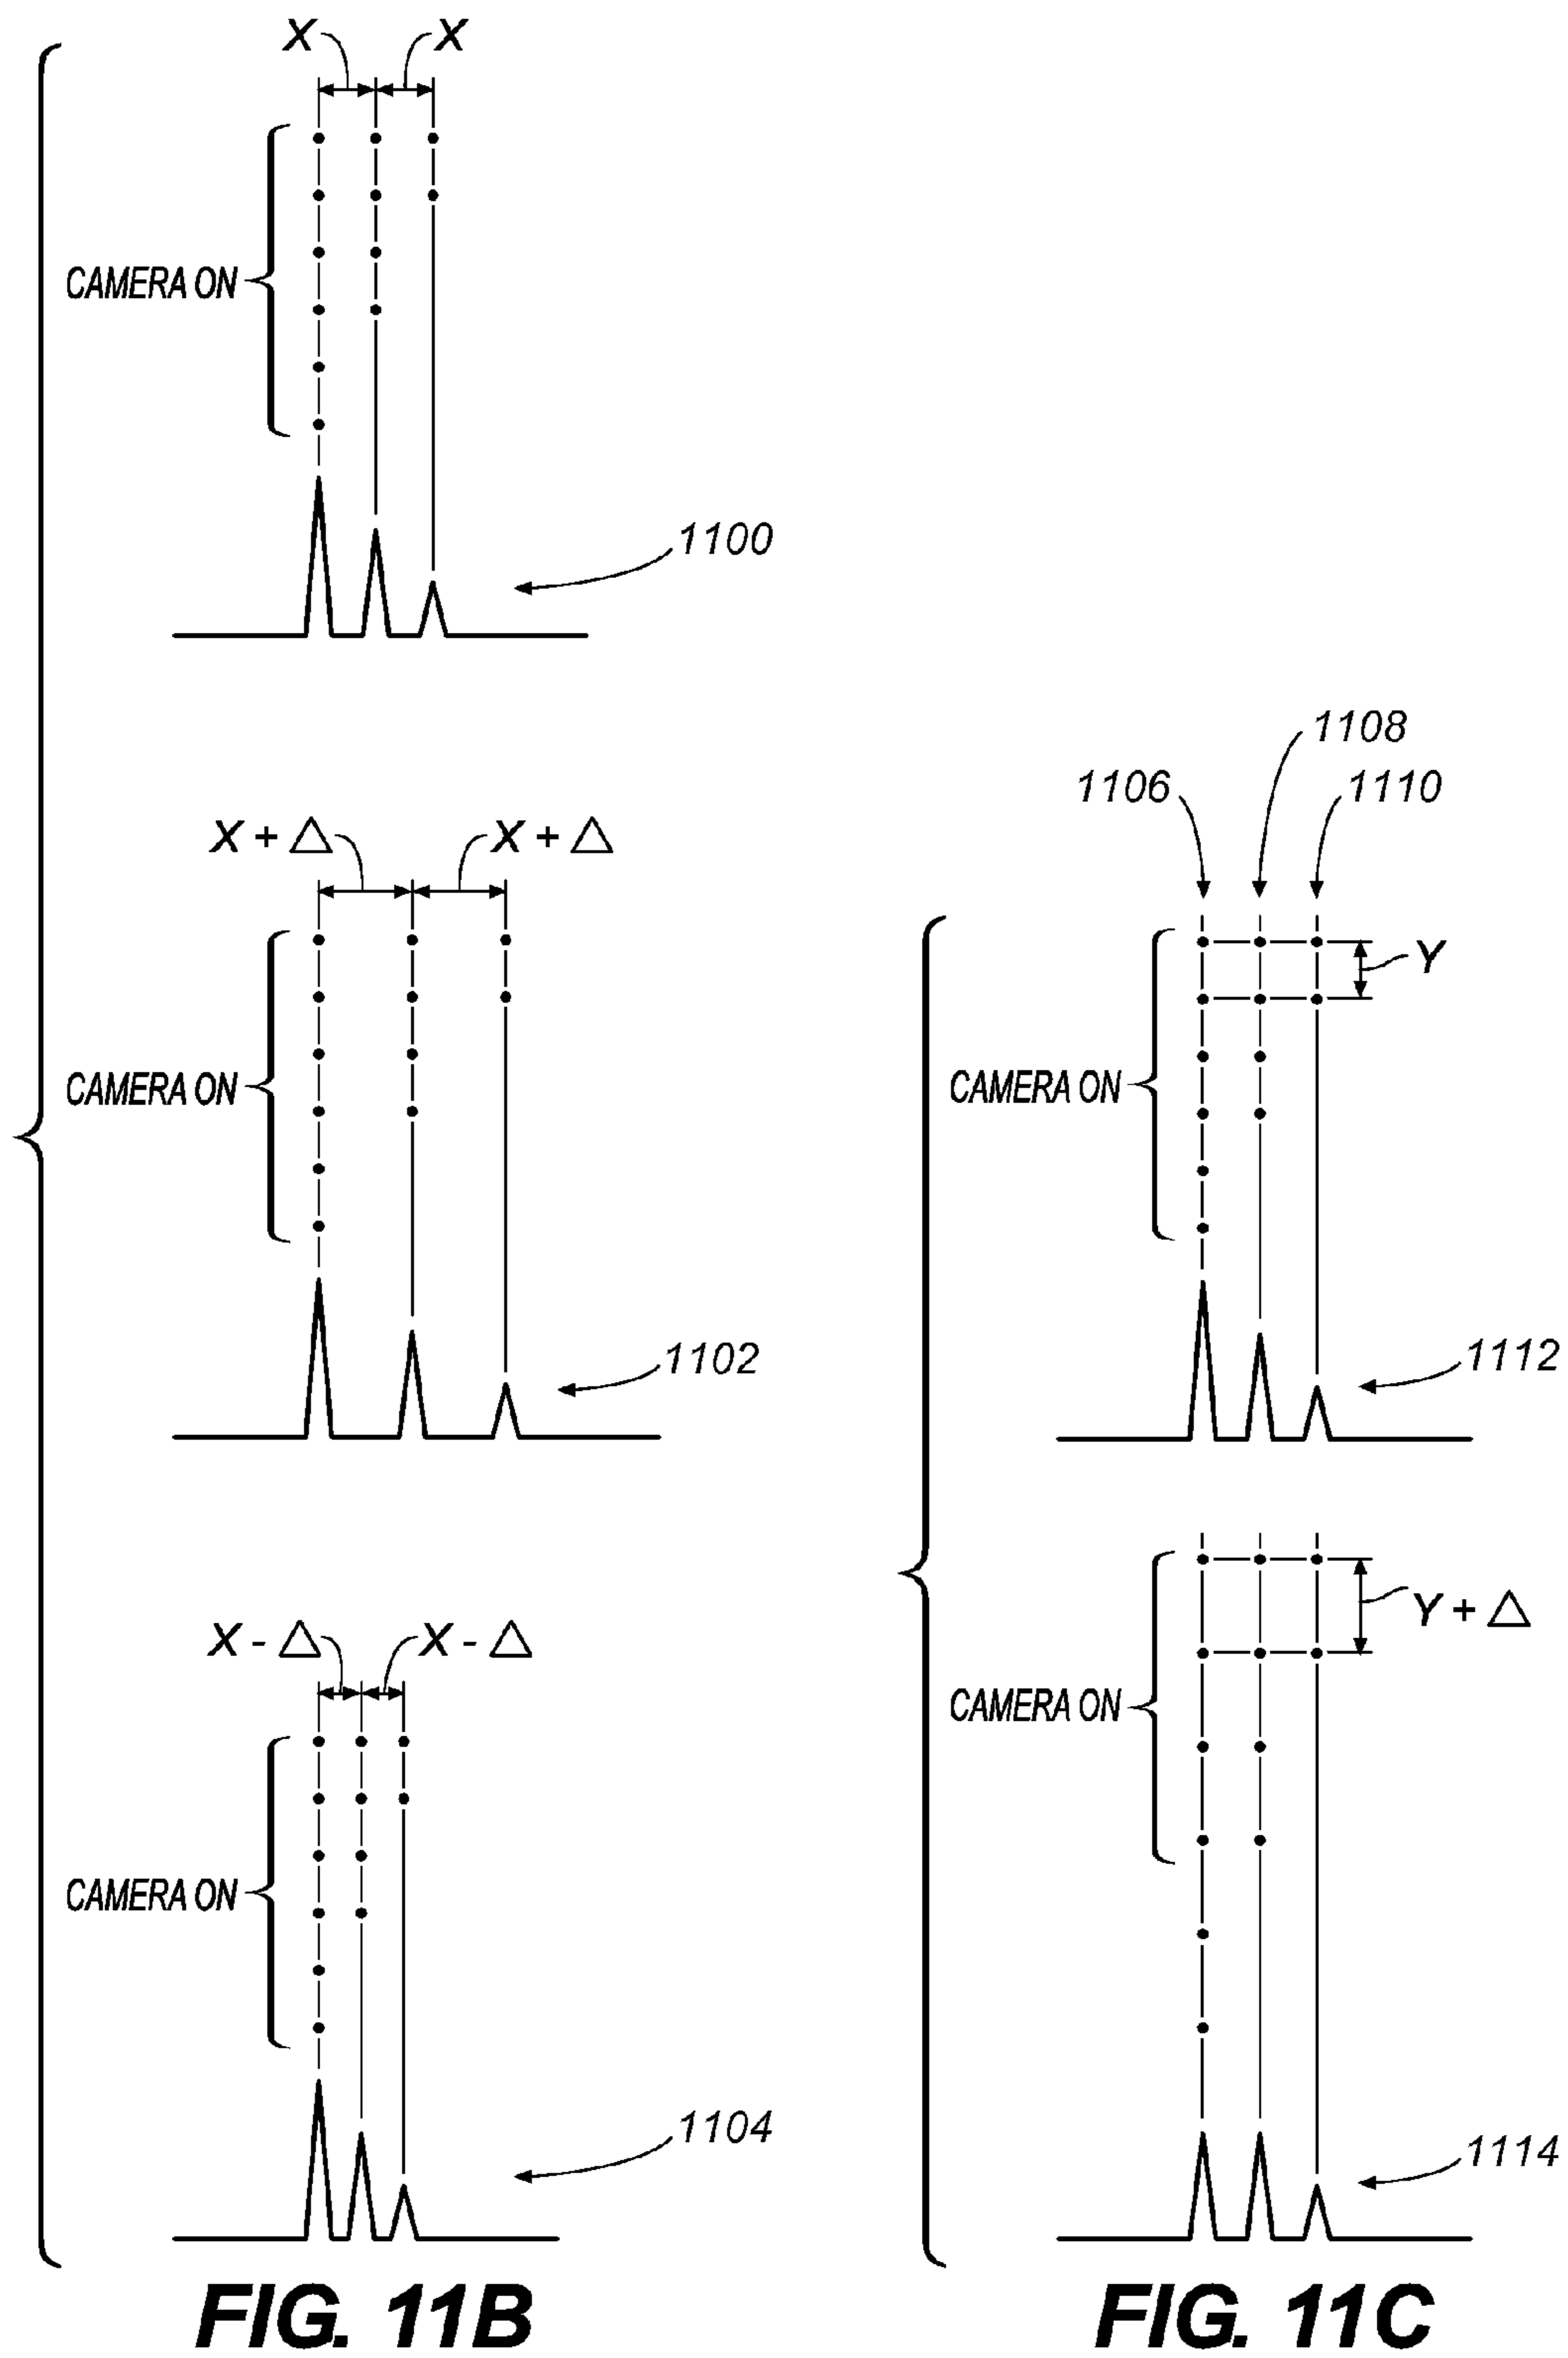 X X
CAMERA ON
1100
X + △ X + △
CAMERA ON
1102
X - △ X - △
CAMERA ON
1104
FIG. 11B
1108
1106 1110
Y
CAMERA ON
1112
Y + △
CAMERA ON
1114
FIG. 11C